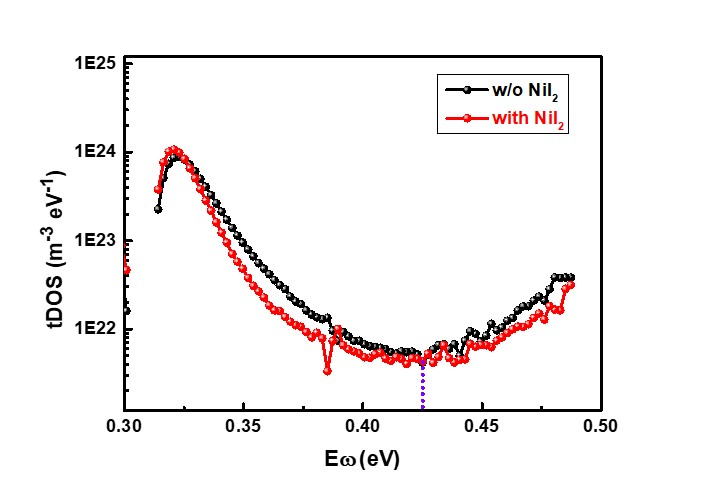 1E25
1E24
1E23
1E22
tDOS (m⁻³ eV⁻¹)
w/o NiI₂
with NiI₂
0.30 0.35 0.40 0.45 0.50
Eω (eV)